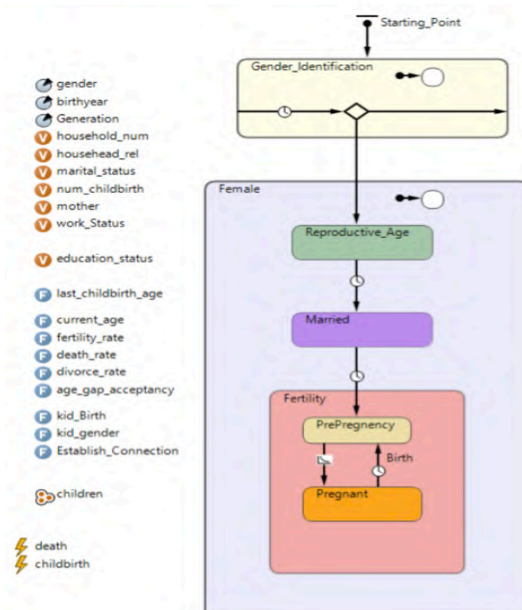 Starting_Point
Gender_Identification
gender
birthyear
Generation
V household_num
V househead_rel
V marital_status
V num_childbirth
V mother
V work_Status
V education_status
F last_childbirth_age
F current_age
F fertility_rate
F death_rate
F divorce_rate
F age_gap_acceptancy
F kid_Birth
F kid_gender
F Establish_Connection
children
death
childbirth
Female
Reproductive_Age
Married
Fertility
PrePregnency
Birth
Pregnant